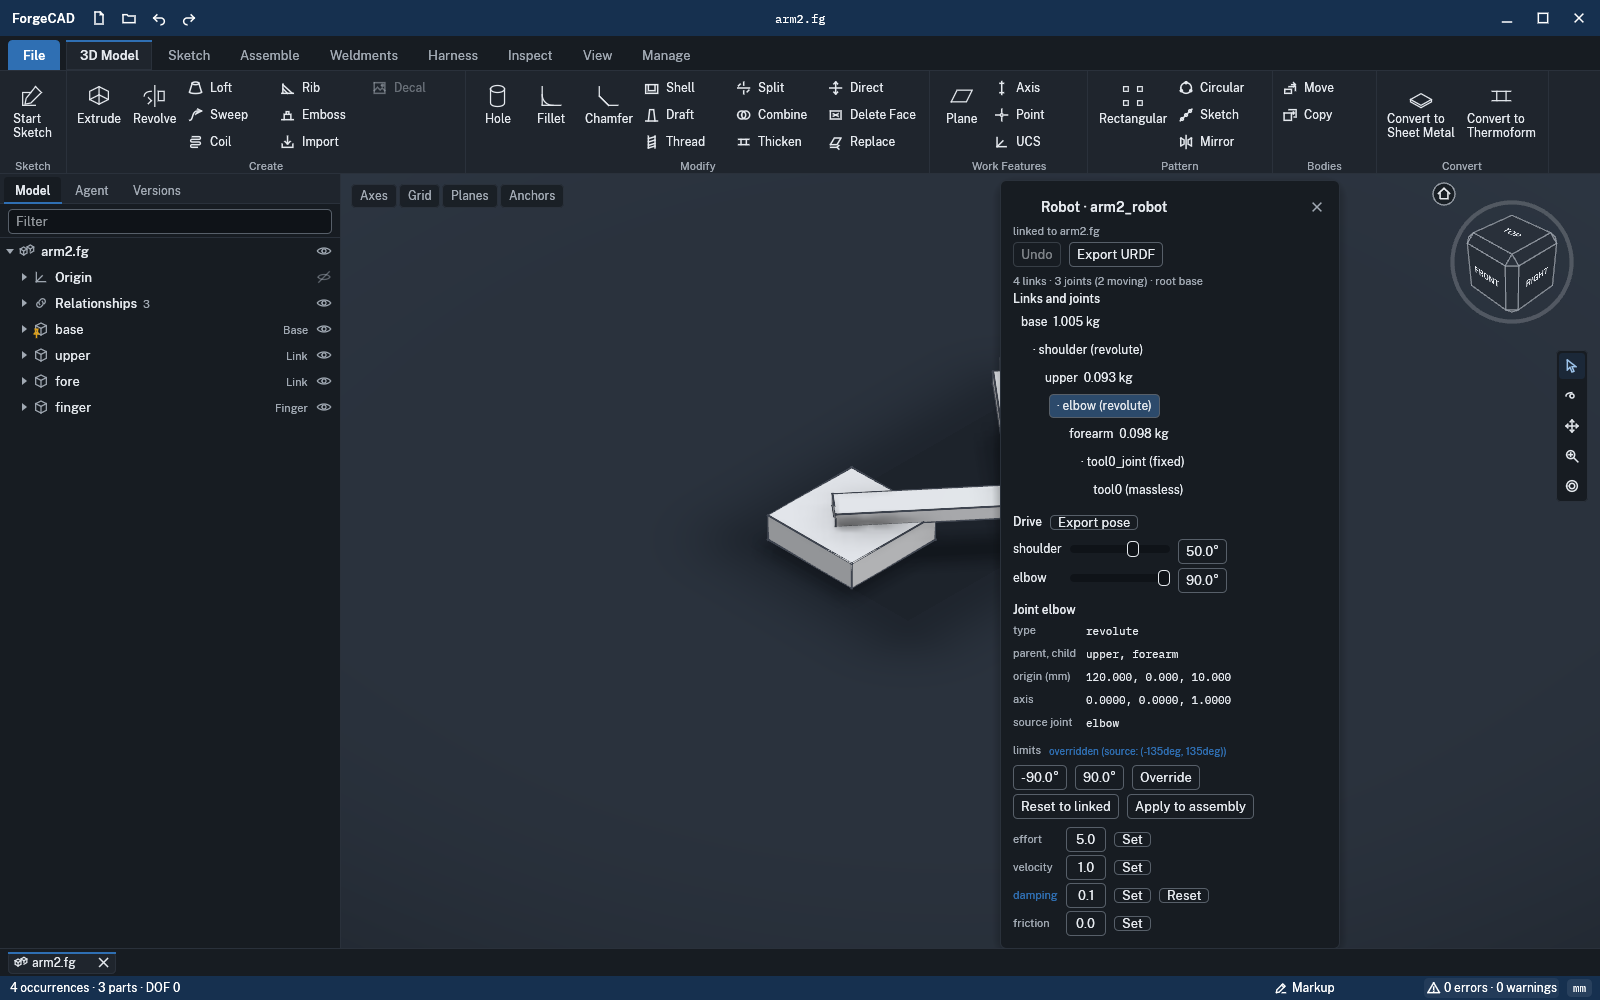 ForgeCAD
arm2.fg
File
3D Model
Sketch
Assemble
Weldments
Harness
Inspect
View
Manage
Start Sketch
Extrude
Revolve
Loft
Sweep
Coil
Rib
Emboss
Import
Decal
Hole
Fillet
Chamfer
Shell
Draft
Thread
Split
Combine
Thicken
Direct
Delete Face
Replace
Plane
Axis
Point
UCS
Rectangular
Circular
Sketch
Mirror
Move
Copy
Convert to Sheet Metal
Convert to Thermoform
Sketch
Create
Modify
Work Features
Pattern
Bodies
Convert
Model
Agent
Versions
Filter
arm2.fg
Origin
Relationships 3
base Base
upper Link
fore Link
finger Finger
Axes
Grid
Planes
Anchors
Robot · arm2_robot
linked to arm2.fg
Undo
Export URDF
4 links · 3 joints (2 moving) · root base
Links and joints
base 1.005 kg
· shoulder (revolute)
upper 0.093 kg
· elbow (revolute)
forearm 0.098 kg
· tool0_joint (fixed)
tool0 (massless)
Drive Export pose
shoulder 50.0°
elbow 90.0°
Joint elbow
type revolute
parent, child upper, forearm
origin (mm) 120.000, 0.000, 10.000
axis 0.0000, 0.0000, 1.0000
source joint elbow
limits overridden (source: (-135deg, 135deg))
-90.0° 90.0° Override
Reset to linked Apply to assembly
effort 5.0 Set
velocity 1.0 Set
damping 0.1 Set Reset
friction 0.0 Set
TOP
FRONT
RIGHT
arm2.fg
4 occurrences · 3 parts · DOF 0
Markup
0 errors · 0 warnings
mm